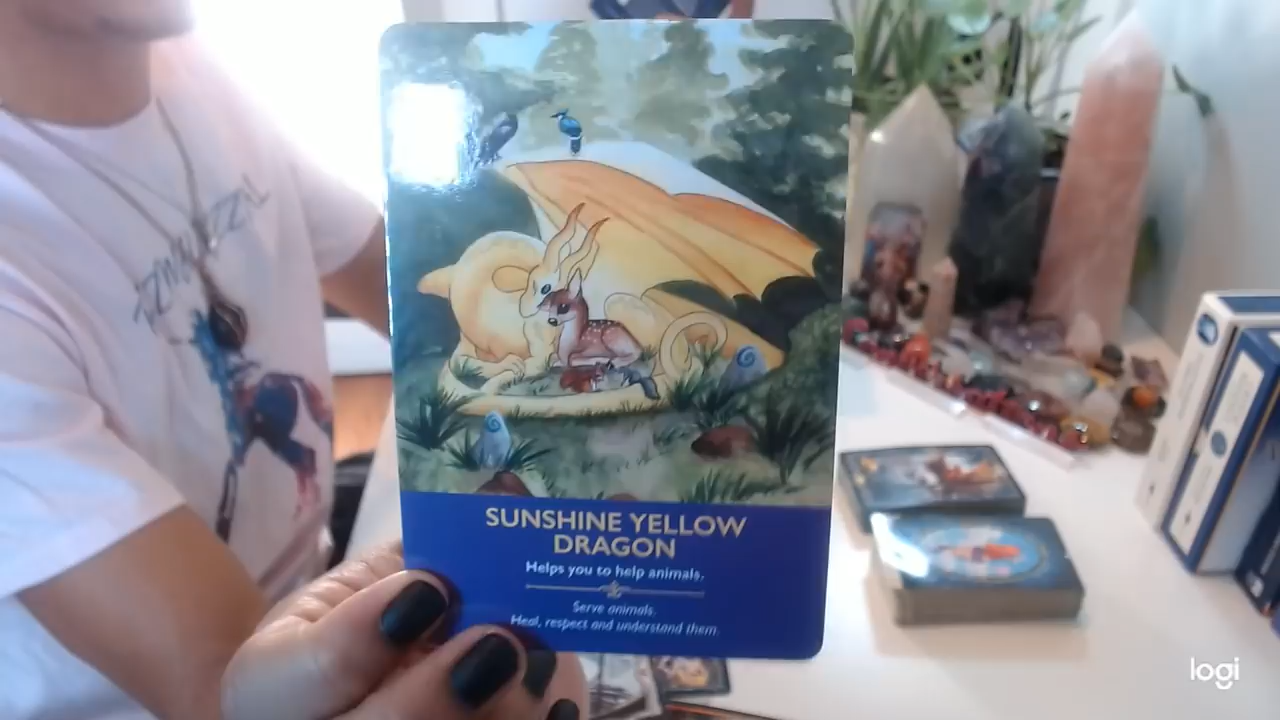 SUNSHINE YELLOW
DRAGON
Helps you to help animals.
Serve animals.
Heal, respect and understand them.
logi